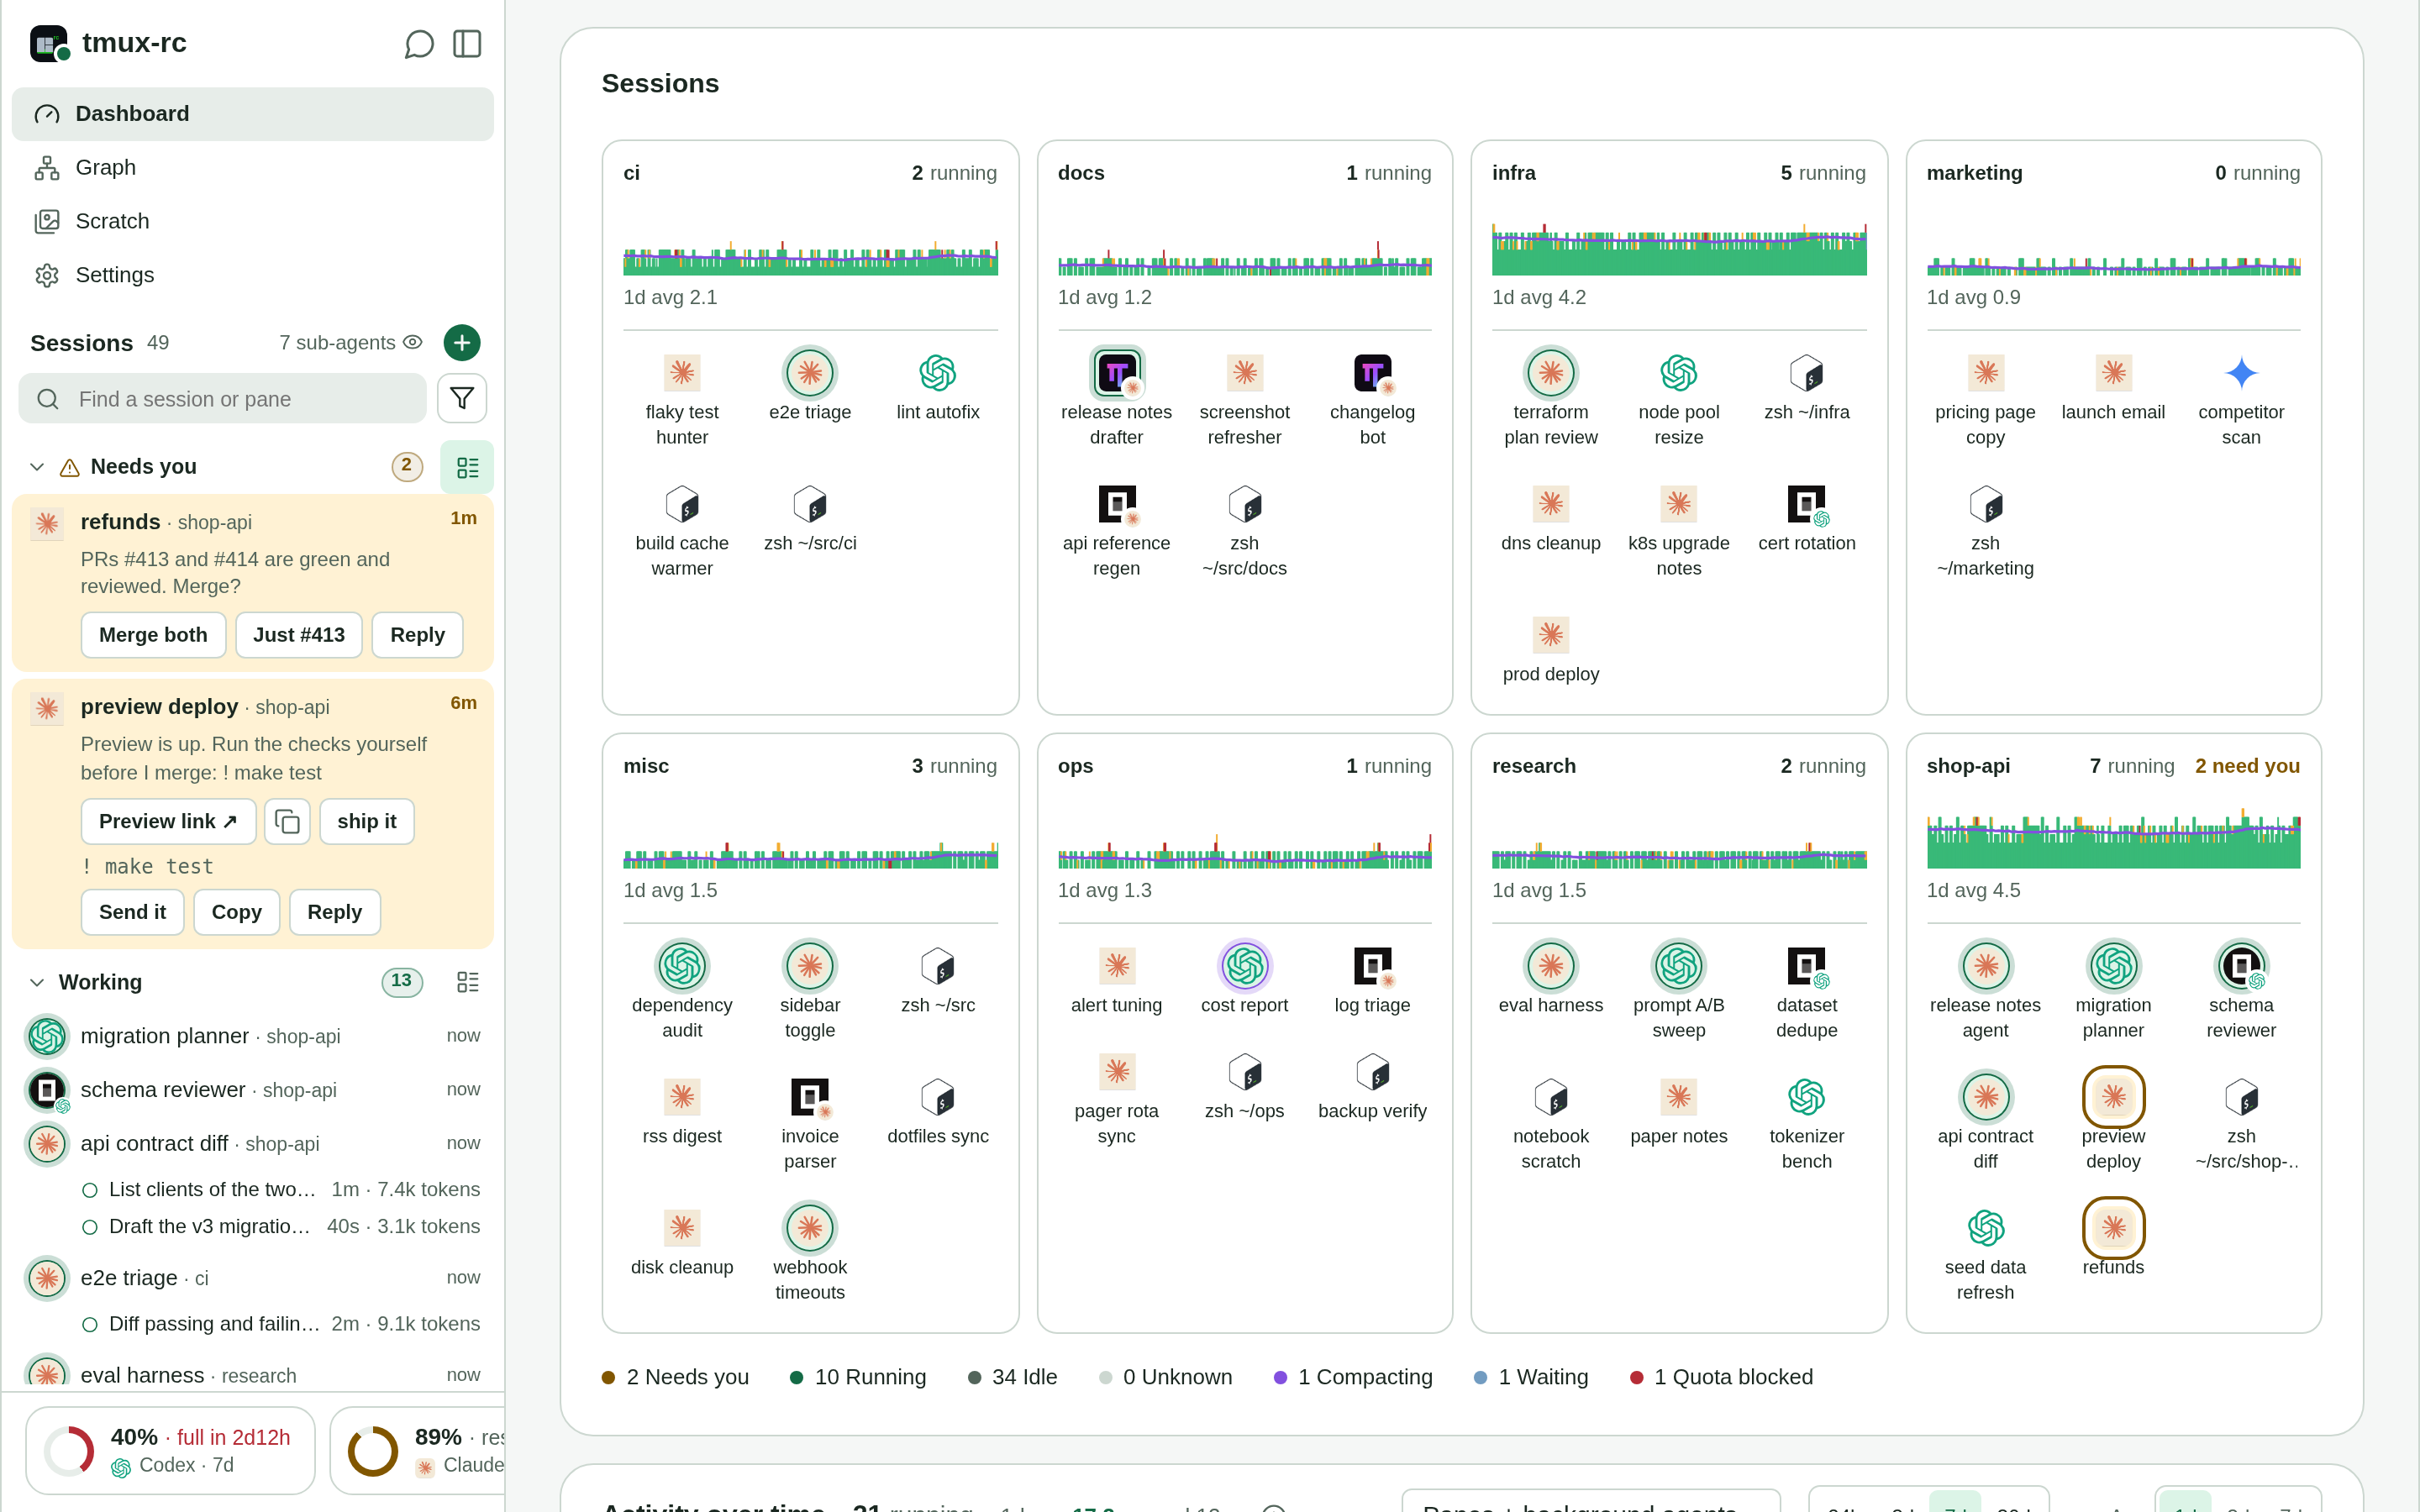 tmux-rc
Dashboard
Graph
Scratch
Settings
Sessions 49 7 sub-agents
Find a session or pane
Needs you 2
refunds · shop-api 1m
PRs #413 and #414 are green and
reviewed. Merge?
Merge both Just #413 Reply
preview deploy · shop-api 6m
Preview is up. Run the checks yourself
before I merge: ! make test
Preview link ↗ ship it
! make test
Send it Copy Reply
Working 13
migration planner · shop-api now
schema reviewer · shop-api now
api contract diff · shop-api now
List clients of the two… 1m · 7.4k tokens
Draft the v3 migratio… 40s · 3.1k tokens
e2e triage · ci now
Diff passing and failin… 2m · 9.1k tokens
eval harness · research now
40% · full in 2d12h
Codex · 7d
89% · res
Claude
Sessions
ci 2 running
1d avg 2.1
flaky test
hunter
e2e triage
lint autofix
build cache
warmer
zsh ~/src/ci
docs 1 running
1d avg 1.2
release notes
drafter
screenshot
refresher
changelog
bot
api reference
regen
zsh
~/src/docs
infra 5 running
1d avg 4.2
terraform
plan review
node pool
resize
zsh ~/infra
dns cleanup
k8s upgrade
notes
cert rotation
prod deploy
marketing 0 running
1d avg 0.9
pricing page
copy
launch email
competitor
scan
zsh
~/marketing
misc 3 running
1d avg 1.5
dependency
audit
sidebar
toggle
zsh ~/src
rss digest
invoice
parser
dotfiles sync
disk cleanup
webhook
timeouts
ops 1 running
1d avg 1.3
alert tuning
cost report
log triage
pager rota
sync
zsh ~/ops
backup verify
research 2 running
1d avg 1.5
eval harness
prompt A/B
sweep
dataset
dedupe
notebook
scratch
paper notes
tokenizer
bench
shop-api 7 running 2 need you
1d avg 4.5
release notes
agent
migration
planner
schema
reviewer
api contract
diff
preview
deploy
zsh
~/src/shop-..
seed data
refresh
refunds
2 Needs you 10 Running 34 Idle 0 Unknown 1 Compacting 1 Waiting 1 Quota blocked
Activity over time 21 running
Panes + background agents